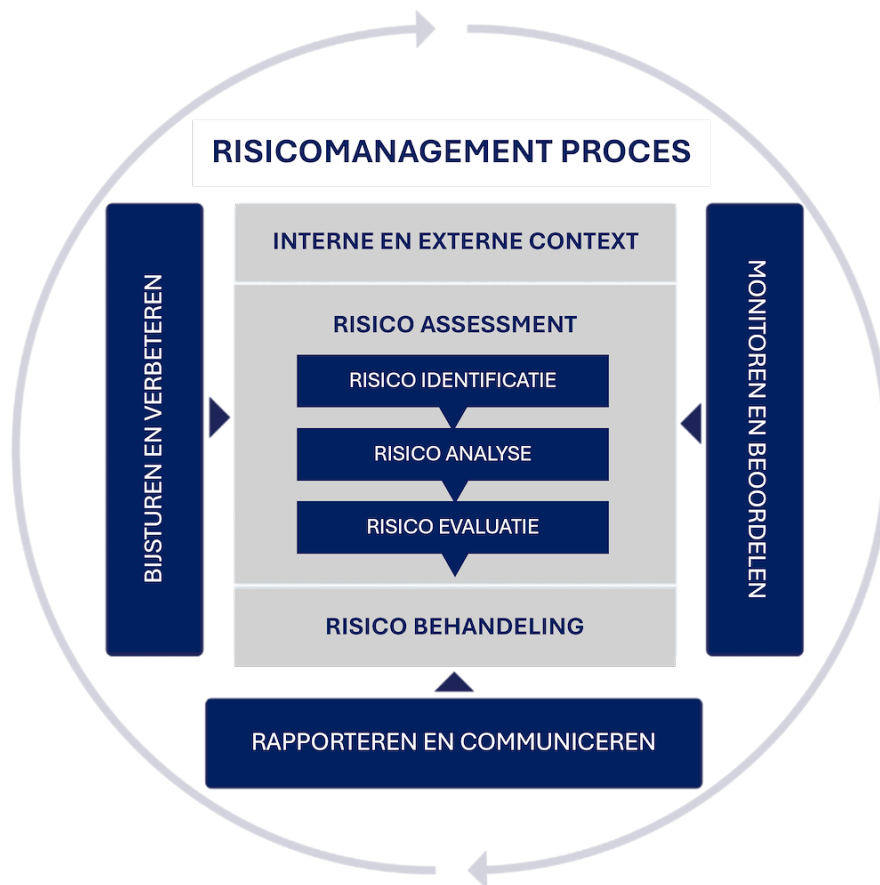 RISICOMANAGEMENT PROCES
INTERNE EN EXTERNE CONTEXT
RISICO ASSESSMENT
RISICO IDENTIFICATIE
RISICO ANALYSE
RISICO EVALUATIE
RISICO BEHANDELING
BIJSTUREN EN VERBETEREN
MONITOREN EN BEOORDELEN
RAPPORTEREN EN COMMUNICEREN